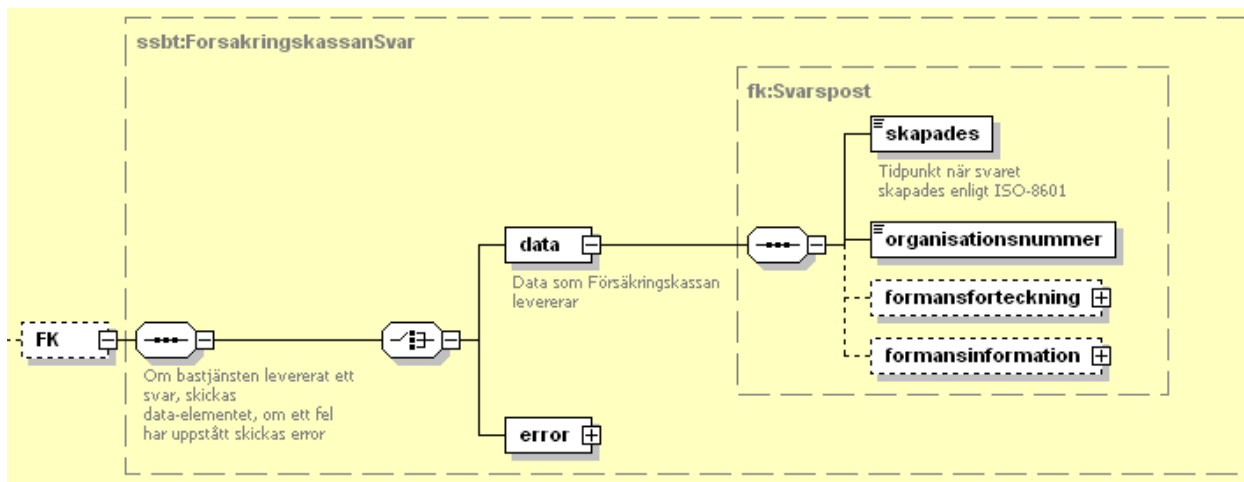 ssbt:ForsakringskassanSvar
fk:Svarspost
skapades
Tidpunkt när svaret
skapades enligt ISO-8601
data
organisationsnummer
Data som Försäkringskassan
levererar
formansforteckning
FK
formansinformation
Om bastjänsten levererat ett
svar, skickas
data-elementet, om ett fel
har uppstått skickas error
error